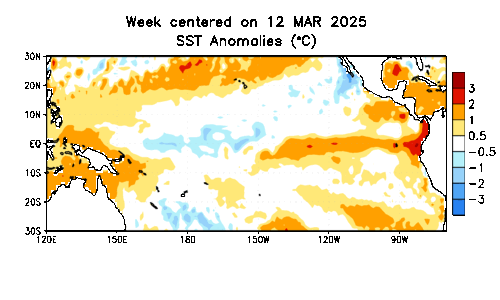 Week centered on 12 MAR 2025
SST Anomalies (°C)
30N
20N
10N
EQ
10S
20S
30S
120E 150E 180 150W 120W 90W
3
2
1
0.5
-0.5
-1
-2
-3